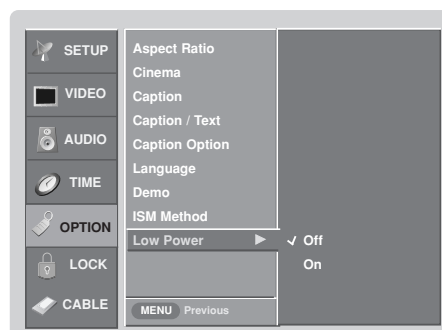 SETUP
VIDEO
AUDIO
TIME
OPTION
LOCK
CABLE
Aspect Ratio
Cinema
Caption
Caption / Text
Caption Option
Language
Demo
ISM Method
Low Power
Off
On
MENU Previous